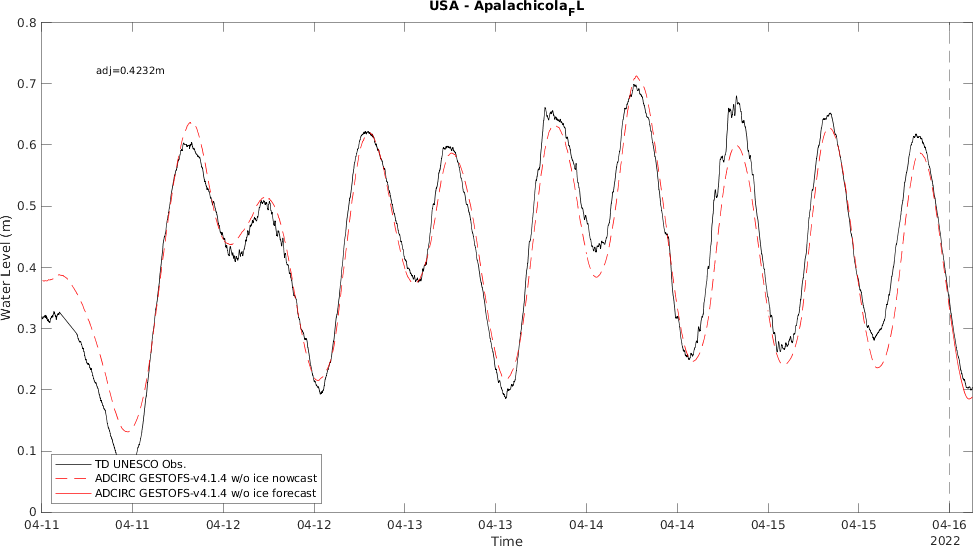 USA - ApalachicolaFL
adj=0.4232m
0.8
0.7
0.6
0.5
0.4
0.3
0.2
0.1
0
Water Level (m)
TD UNESCO Obs.
ADCIRC GESTOFS-v4.1.4 w/o ice nowcast
ADCIRC GESTOFS-v4.1.4 w/o ice forecast
04-11 04-11 04-12 04-12 04-13 04-13 04-14 04-14 04-15 04-15 04-16
Time 2022